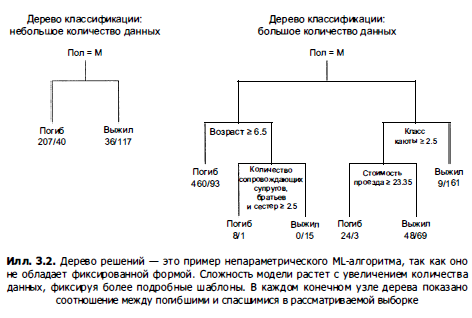 Дерево классификации:
небольшое количество данных
Пол = М
Погиб
207/40
Выжил
36/117
Дерево классификации:
большое количество данных
Пол = М
Возраст ≥ 6.5
Класс
каюты ≥ 2.5
Погиб
460/93
Количество
сопровождающих
супругов,
братьев
и сестер ≥ 2.5
Стоимость
проезда ≥ 23.35
Выжил
9/161
Погиб
8/1
Выжил
0/15
Погиб
24/3
Выжил
48/69
Илл. 3.2. Дерево решений — это пример непараметрического ML-алгоритма, так как оно
не обладает фиксированной формой. Сложность модели растет с увеличением количества
данных, фиксируя более подробные шаблоны. В каждом конечном узле дерева показано
соотношение между погибшими и спасшимися в рассматриваемой выборке